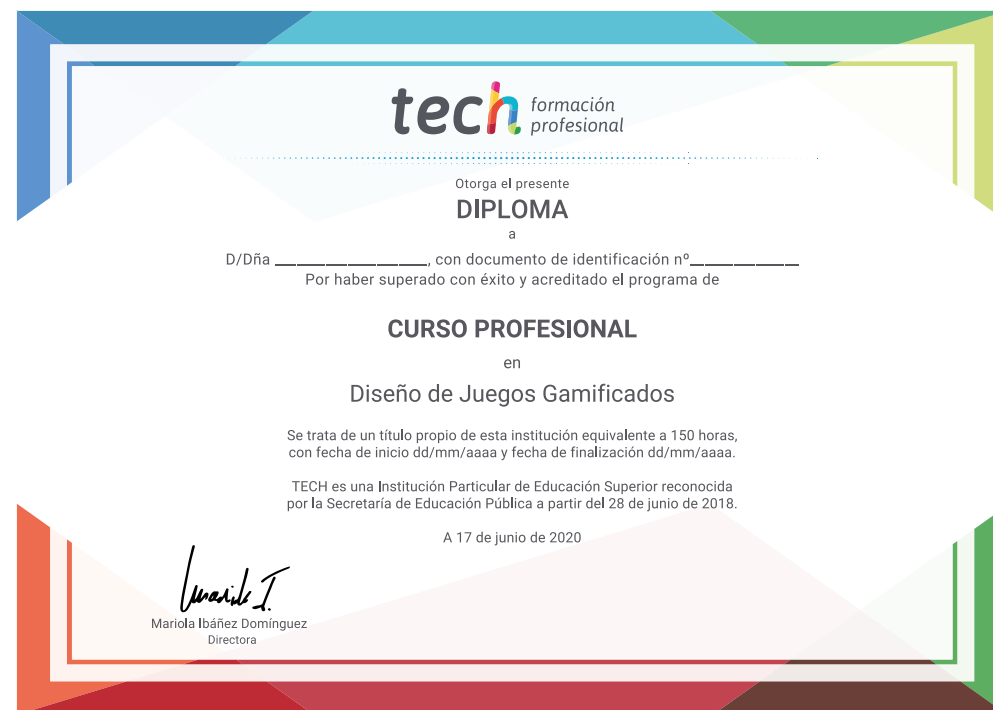 tech formación
profesional
Otorga el presente
DIPLOMA
a
D/Dña ____________________, con documento de identificación nº______________
Por haber superado con éxito y acreditado el programa de
CURSO PROFESIONAL
en
Diseño de Juegos Gamificados
Se trata de un título propio de esta institución equivalente a 150 horas,
con fecha de inicio dd/mm/aaaa y fecha de finalización dd/mm/aaaa.
TECH es una Institución Particular de Educación Superior reconocida
por la Secretaría de Educación Pública a partir del 28 de junio de 2018.
A 17 de junio de 2020
Mariola I.
Mariola Ibáñez Domínguez
Directora